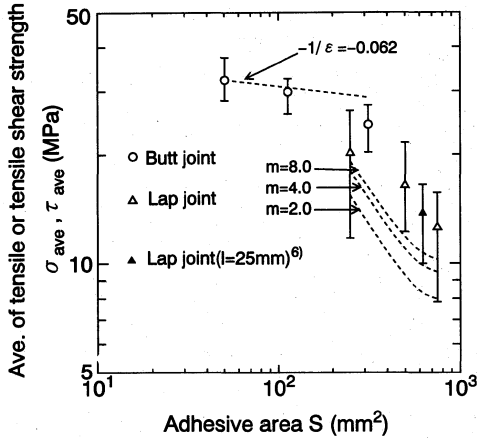 Ave. of tensile or tensile shear strength
σ ave , τ ave (MPa)
50
10
5
−1/ ε =−0.062
Butt joint
Lap joint
Lap joint(l=25mm)6)
m=8.0
m=4.0
m=2.0
10¹
10²
10³
Adhesive area S (mm²)